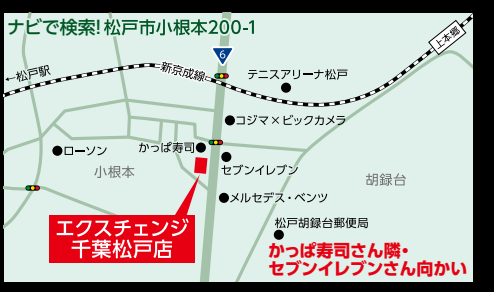 ナビで検索! 松戸市小根本200-1
6
上本郷
←松戸駅
新京成線
テニスアリーナ松戸
コジマ×ビックカメラ
ローソン
かっぱ寿司
セブンイレブン
小根本
胡録台
メルセデス・ベンツ
エクスチェンジ
千葉松戸店
松戸胡録台郵便局
かっぱ寿司さん隣・
セブンイレブンさん向かい